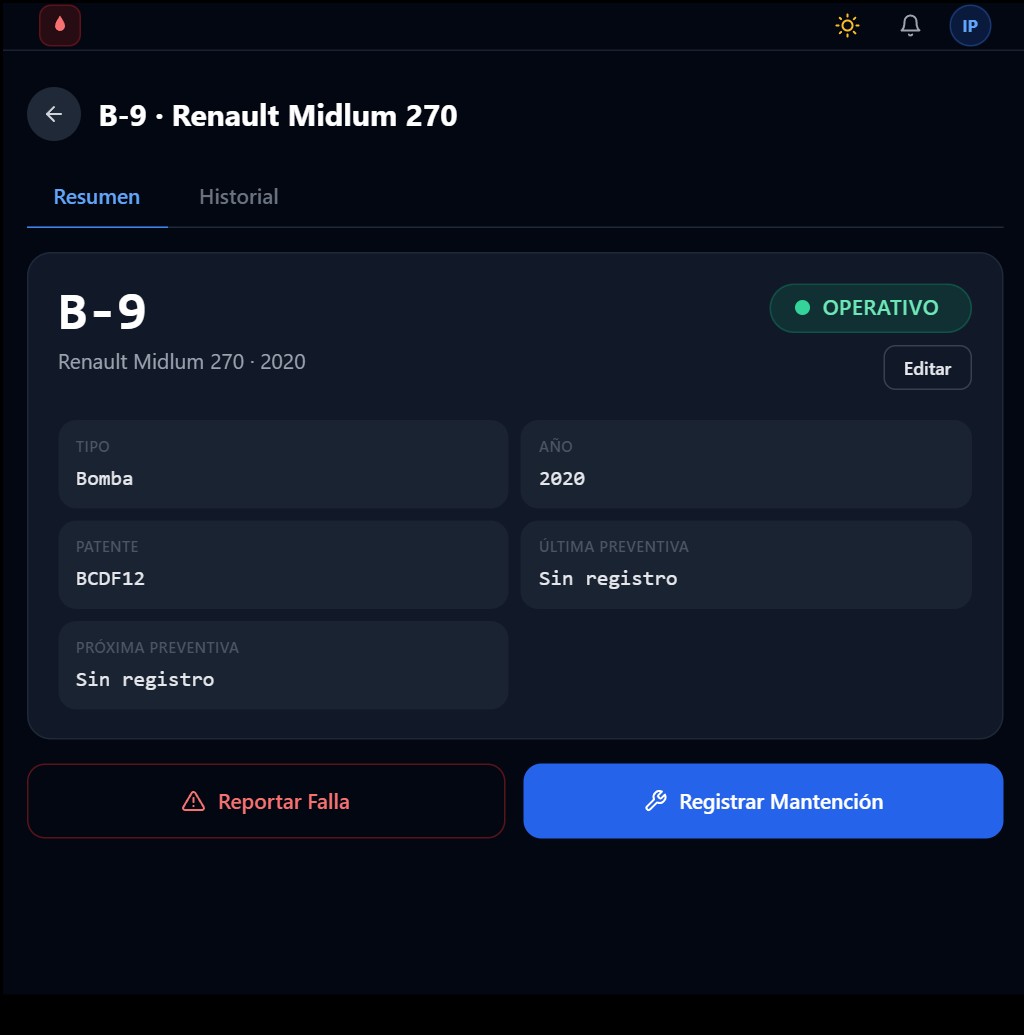 IP
B-9 · Renault Midlum 270
Resumen
Historial
B-9
OPERATIVO
Renault Midlum 270 · 2020
Editar
TIPO
Bomba
AÑO
2020
PATENTE
BCDF12
ÚLTIMA PREVENTIVA
Sin registro
PRÓXIMA PREVENTIVA
Sin registro
Reportar Falla
Registrar Mantención